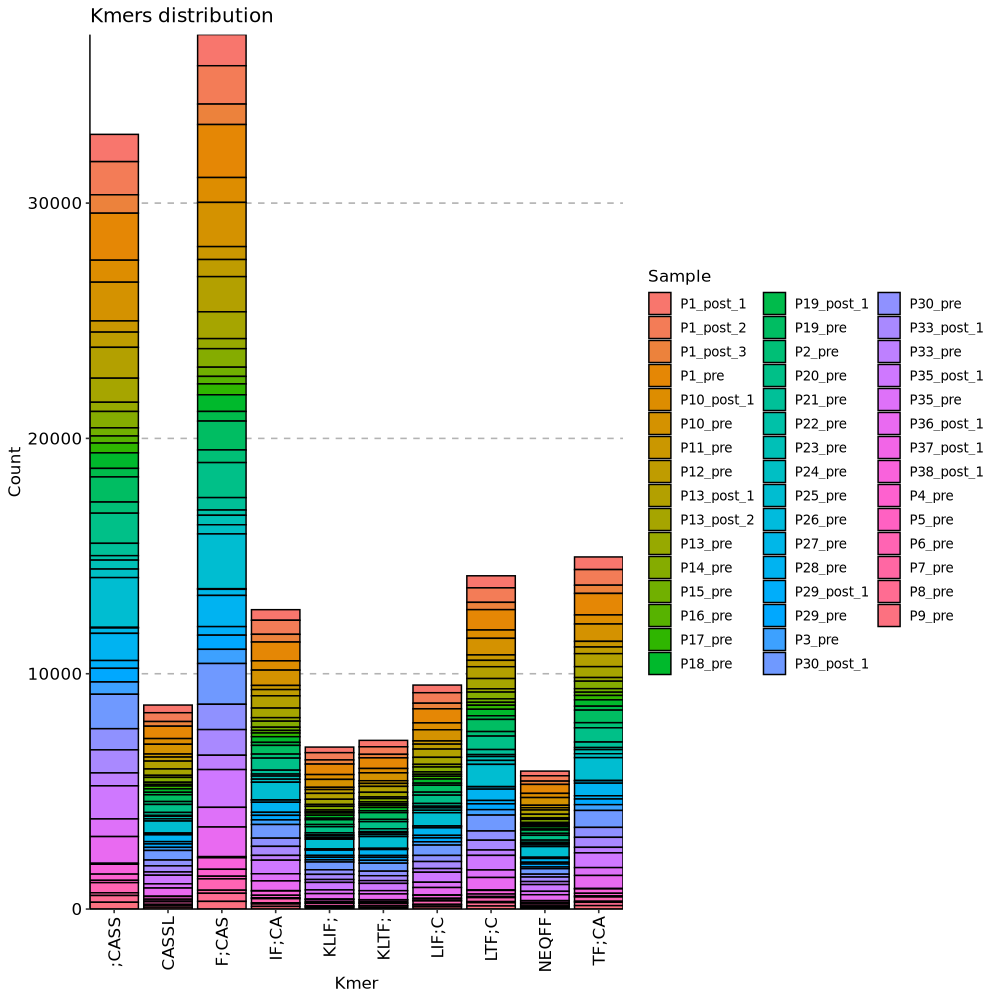 Kmers distribution
Count
30000
20000
10000
0
;CASS
CASSL
F;CAS
IF;CA
KLIF;
KLTF;
LIF;C
LTF;C
NEQFF
TF;CA
Kmer
Sample
P1_post_1
P1_post_2
P1_post_3
P1_pre
P10_post_1
P10_pre
P11_pre
P12_pre
P13_post_1
P13_post_2
P13_pre
P14_pre
P15_pre
P16_pre
P17_pre
P18_pre
P19_post_1
P19_pre
P2_pre
P20_pre
P21_pre
P22_pre
P23_pre
P24_pre
P25_pre
P26_pre
P27_pre
P28_pre
P29_post_1
P29_pre
P3_pre
P30_post_1
P30_pre
P33_post_1
P33_pre
P35_post_1
P35_pre
P36_post_1
P37_post_1
P38_post_1
P4_pre
P5_pre
P6_pre
P7_pre
P8_pre
P9_pre